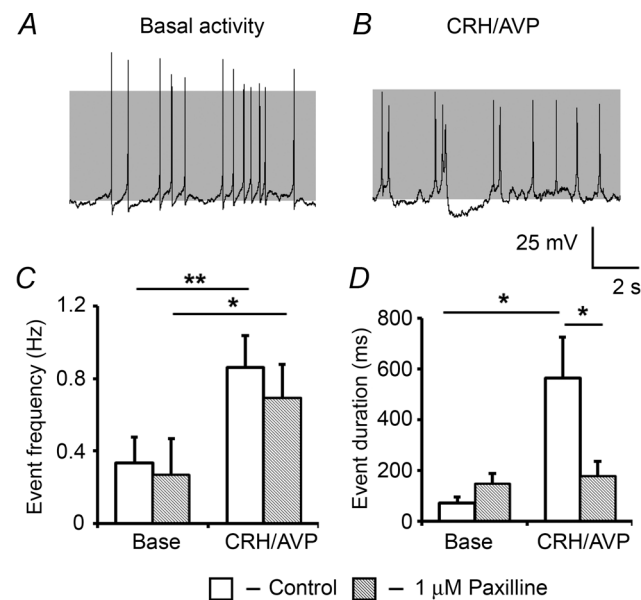 A Basal activity
B CRH/AVP
25 mV
2 s
C
**
*
Event frequency (Hz)
1.2
0.8
0.4
0
Base CRH/AVP
D
*
*
Event duration (ms)
800
600
400
200
0
Base CRH/AVP
– Control – 1 μM Paxilline